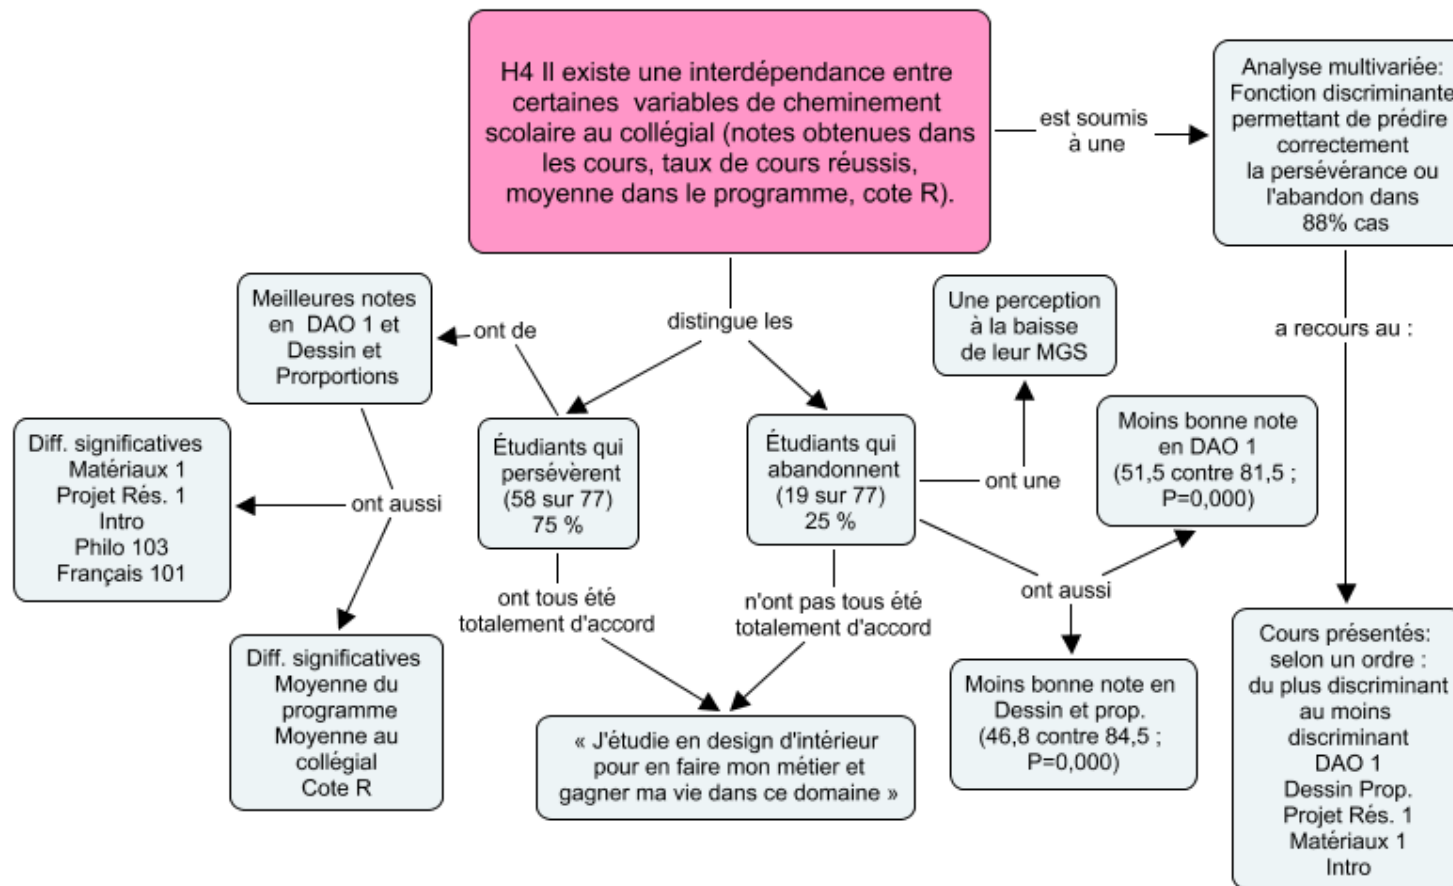 H4 Il existe une interdépendance entre
certaines variables de cheminement
scolaire au collégial (notes obtenues dans
les cours, taux de cours réussis,
moyenne dans le programme, cote R).
est soumis
à une
Analyse multivariée:
Fonction discriminante
permettant de prédire
correctement
la persévérance ou
l'abandon dans
88% cas
Meilleures notes
en DAO 1 et
Dessin et
Prorportions
ont de
distingue les
Une perception
à la baisse
de leur MGS
a recours au :
Diff. significatives
Matériaux 1
Projet Rés. 1
Intro
Philo 103
Français 101
ont aussi
Étudiants qui
persévèrent
(58 sur 77)
75 %
Étudiants qui
abandonnent
(19 sur 77)
25 %
ont une
Moins bonne note
en DAO 1
(51,5 contre 81,5 ;
P=0,000)
ont tous été
totalement d'accord
n'ont pas tous été
totalement d'accord
ont aussi
Diff. significatives
Moyenne du
programme
Moyenne au
collégial
Cote R
« J'étudie en design d'intérieur
pour en faire mon métier et
gagner ma vie dans ce domaine »
Moins bonne note en
Dessin et prop.
(46,8 contre 84,5 ;
P=0,000)
Cours présentés:
selon un ordre :
du plus discriminant
au moins
discriminant
DAO 1
Dessin Prop.
Projet Rés. 1
Matériaux 1
Intro